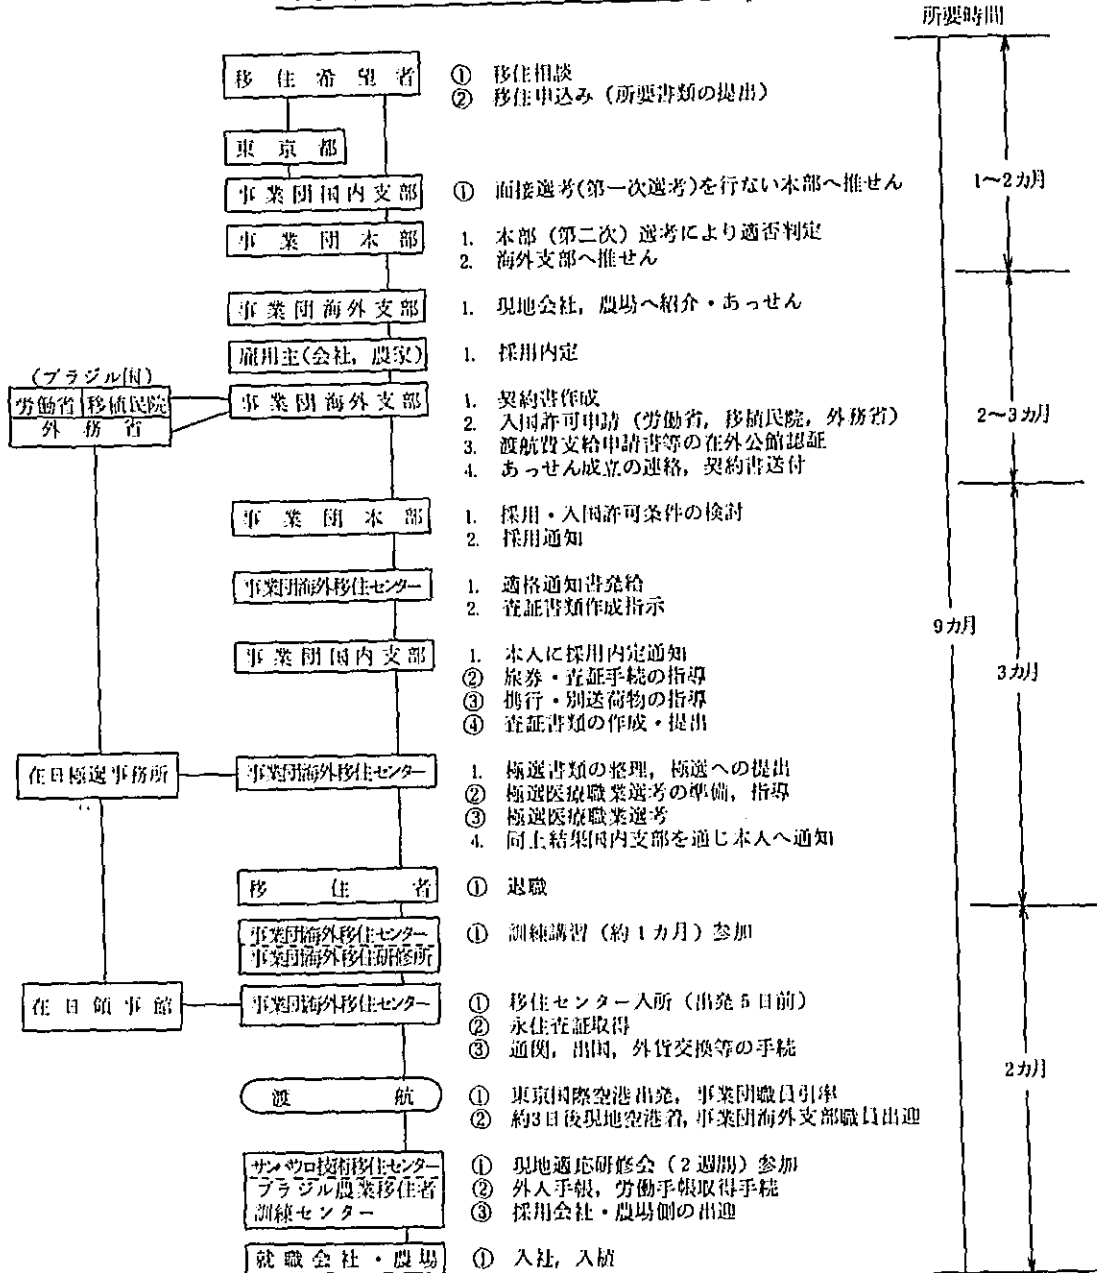 所要時間
移住希望者
① 移住相談
② 移住申込み（所要書類の提出）
東京都
事業団国内支部
① 面接選考(第一次選考)を行ない本部へ推せん
1～2カ月
事業団本部
1. 本部（第二次）選考により適否判定
2. 海外支部へ推せん
事業団海外支部
1. 現地会社，農場へ紹介・あっせん
雇用主(会社，農家)
1. 採用内定
(ブラジル国)
労働省 移植民院
外務省
事業団海外支部
1. 契約書作成
2. 入国許可申請（労働省，移植民院，外務省）
3. 渡航費支給申請書等の在外公館認証
4. あっせん成立の連絡，契約書送付
2～3カ月
事業団本部
1. 採用・入国許可条件の検討
2. 採用通知
事業団海外移住センター
1. 適格通知書発給
2. 査証書類作成指示
9カ月
事業団国内支部
1. 本人に採用内定通知
② 旅券・査証手続の指導
③ 携行・別送荷物の指導
④ 査証書類の作成・提出
3カ月
在日極選事務所
事業団海外移住センター
1. 極選書類の整理，極選への提出
② 極選医療職業選考の準備，指導
③ 極選医療職業選考
4. 同上結果国内支部を通じ本人へ通知
移住者
① 退職
事業団海外移住センター
事業団海外移住研修所
① 訓練講習（約1カ月）参加
在日領事館
事業団海外移住センター
① 移住センター入所（出発5日前）
② 永住査証取得
③ 通関，出国，外貨交換等の手続
2カ月
渡航
① 東京国際空港出発，事業団職員引率
② 約3日後現地空港着，事業団海外支部職員出迎
サンパウロ技術移住センター
ブラジル農業移住者
訓練センター
① 現地適応研修会（2週間）参加
② 外人手帳，労働手帳取得手続
③ 採用会社・農場側の出迎
就職会社・農場
① 入社，入植